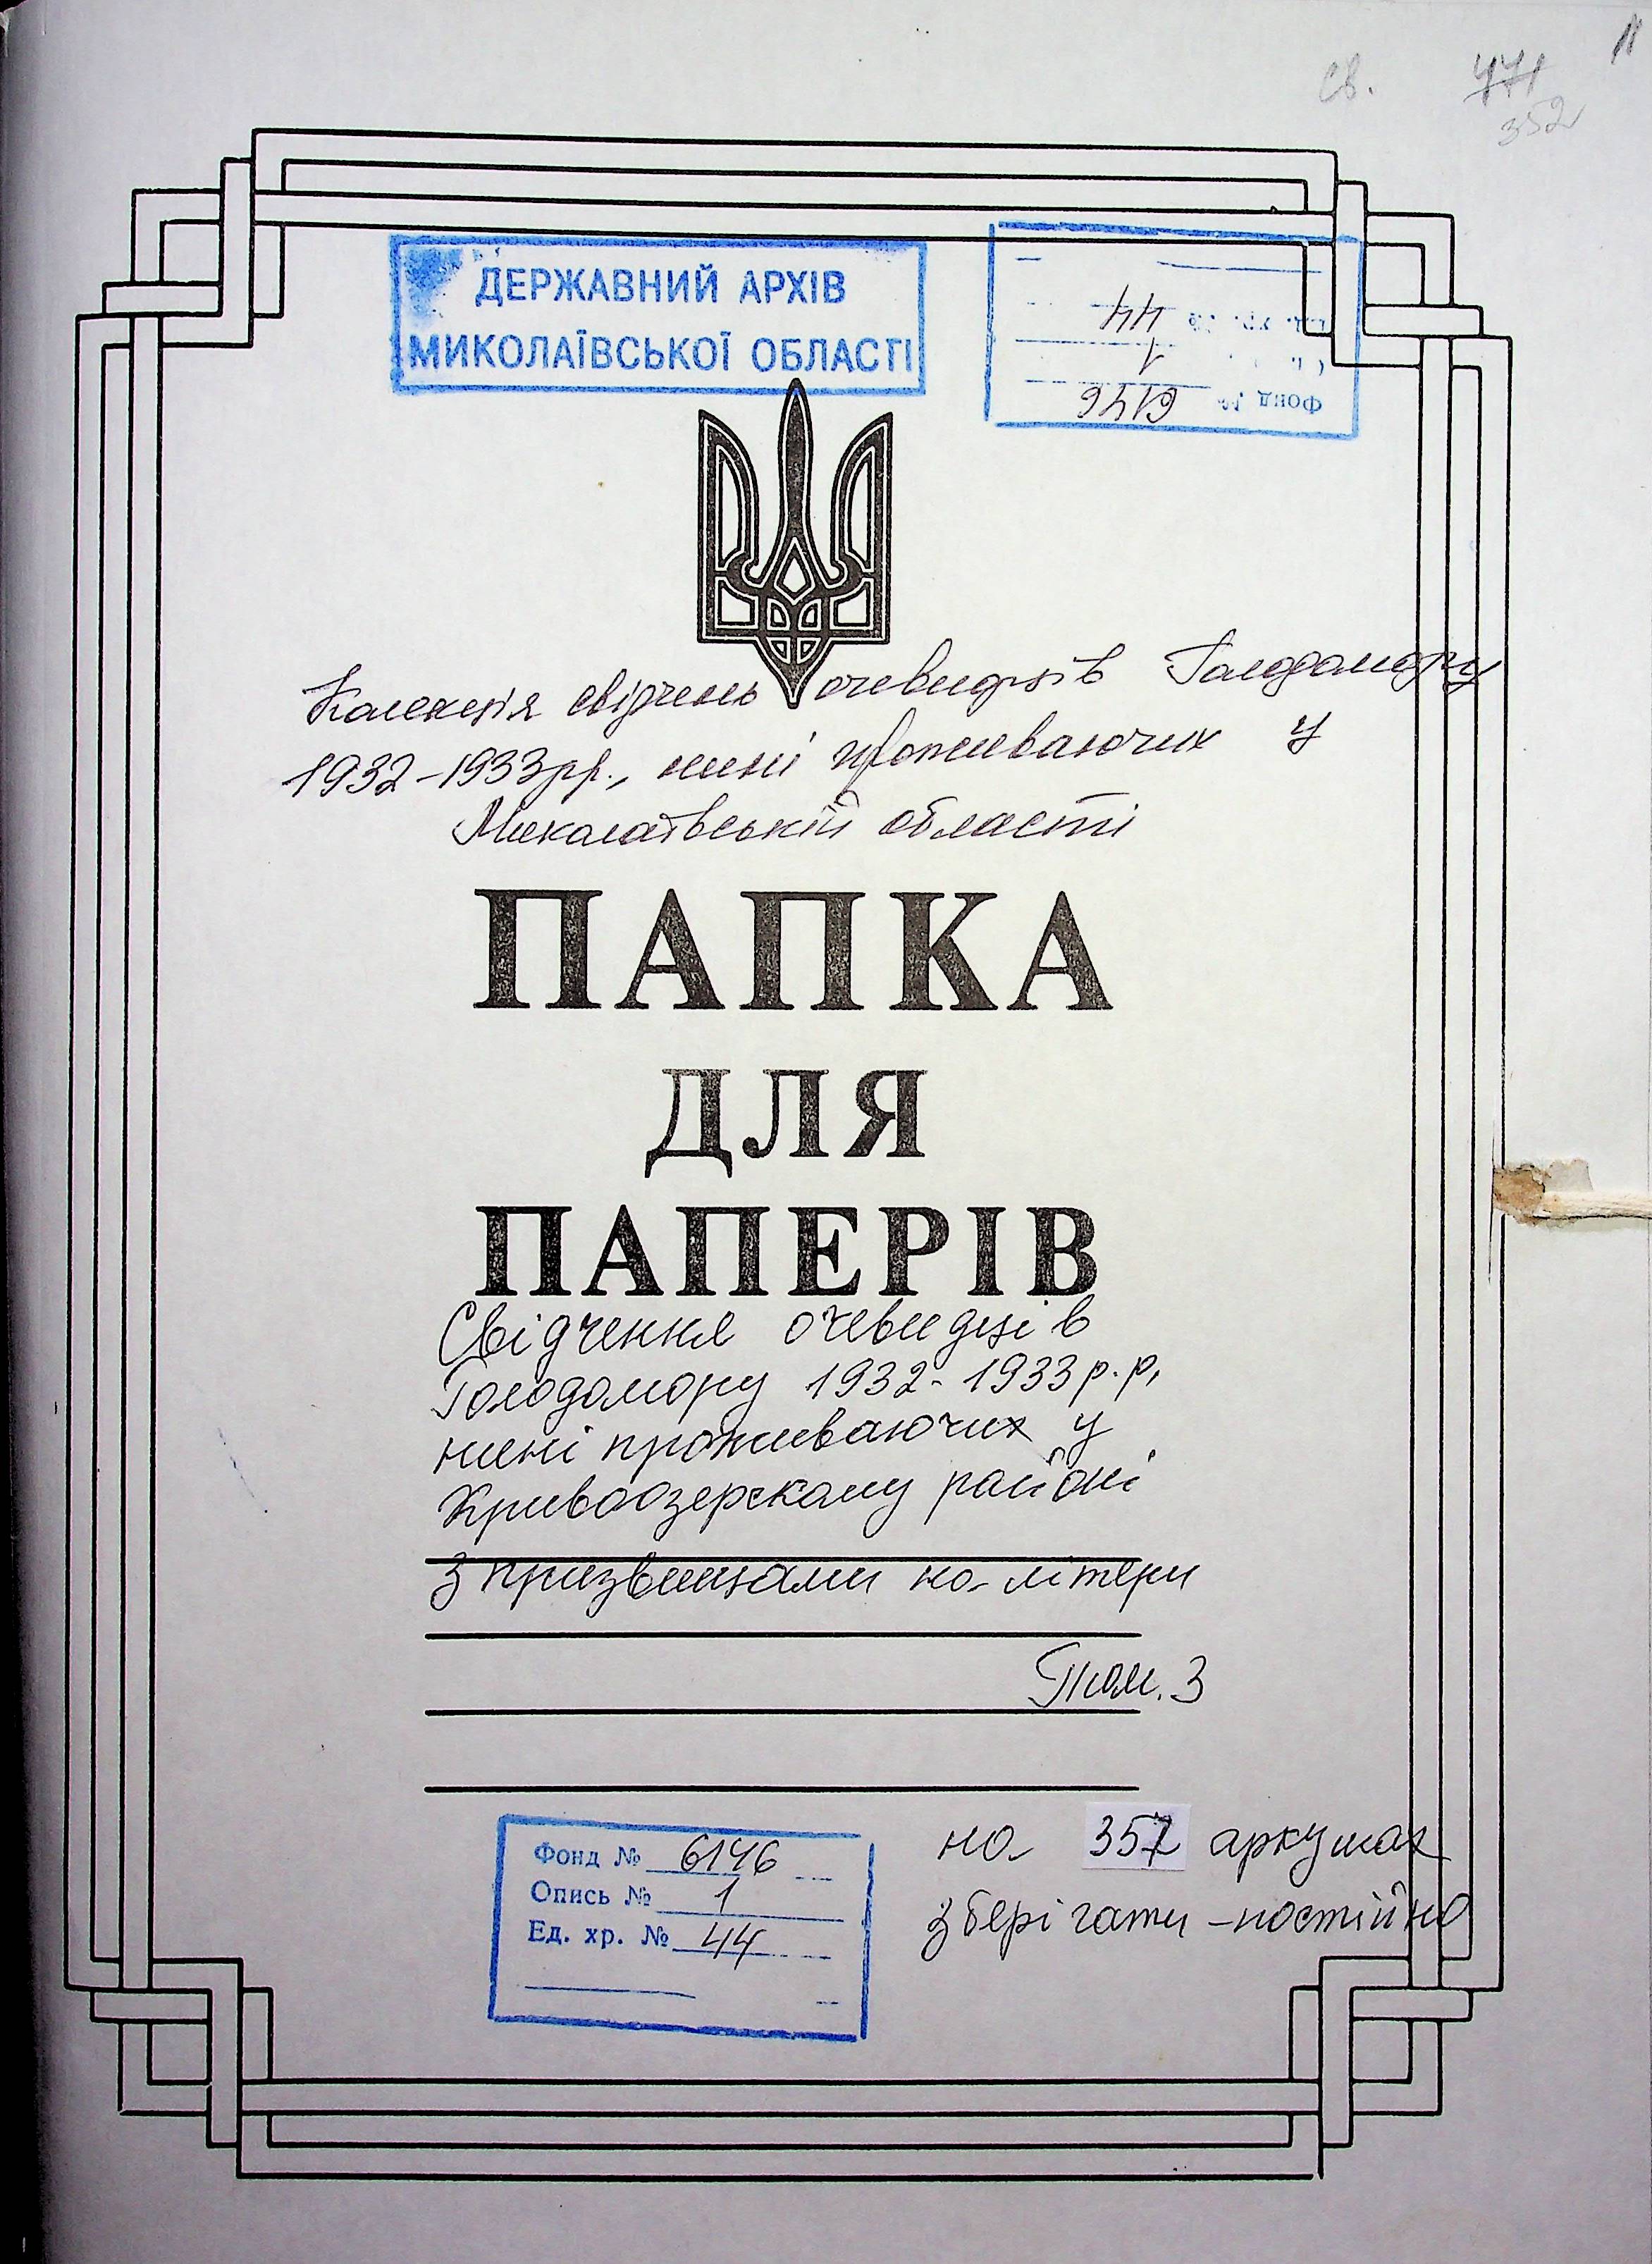 св. 471
352
ДЕРЖАВНИЙ АРХІВ
МИКОЛАЇВСЬКОЇ ОБЛАСТІ
Фонд № 6146
1
44
Колекція свідчень очевидців Голодомору
1932-1933рр., нині проживаючих у
Миколаївській області
ПАПКА
ДЛЯ
ПАПЕРІВ
Свідчення очевидців
Голодомору 1932-1933р.р,
нині проживаючих у
Кривоозерському районі
з призвищами на літери
Том. 3
на 357 аркушах
зберігати - постійно
Фонд № 6146
Опись № 1
Ед. хр. № 44